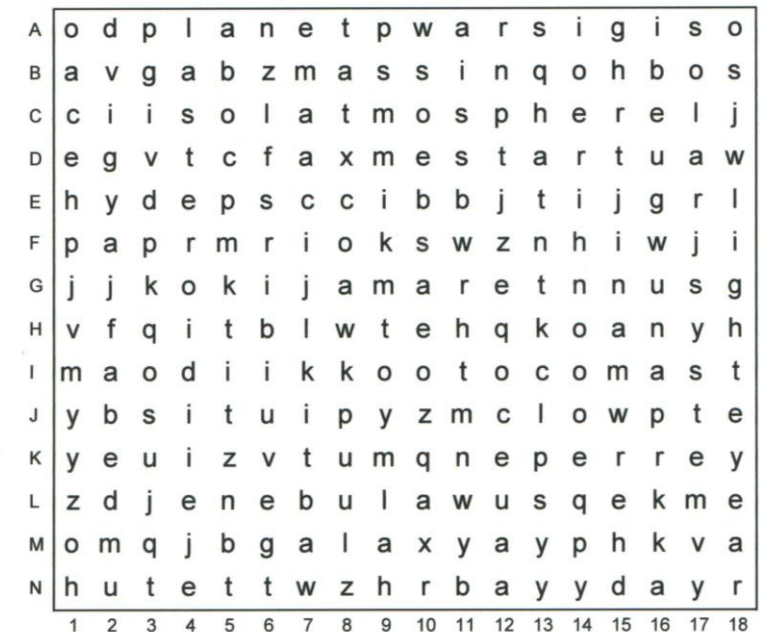 A o d p l a n e t p w a r s i g i s o
B a v g a b z m a s s i n q o h b o s
C c i i s o l a t m o s p h e r e l j
D e g v t c f a x m e s t a r t u a w
E h y d e p s c c i b b j t i j g r l
F p a p r m r i o k s w z n h i w j i
G j j k o k i j a m a r e t n n u s g
H v f q i t b l w t e h q k o a n y h
I m a o d i i k k o o t o c o m a s t
J y b s i t u i p y z m c l o w p t e
K y e u i z v t u m q n e p e r r e y
L z d j e n e b u l a w u s q e k m e
M o m q j b g a l a x y a y p h k v a
N h u t e t t w z h r b a y y d a y r
1 2 3 4 5 6 7 8 9 10 11 12 13 14 15 16 17 18